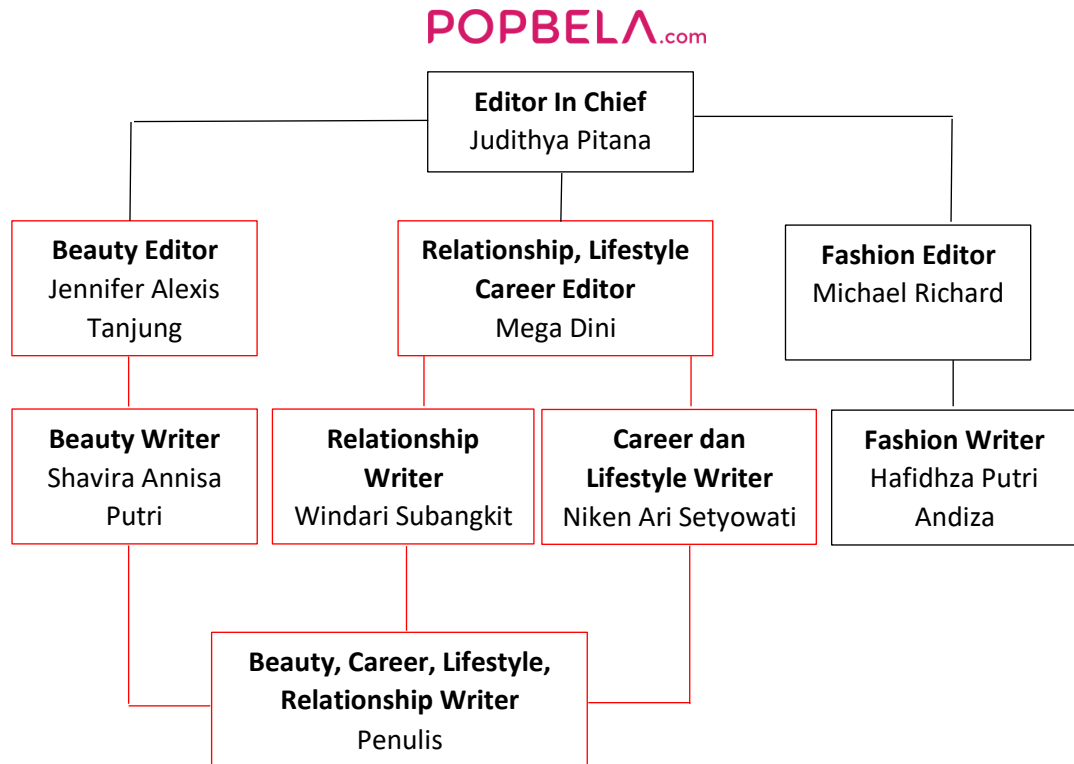 POPBELA.com
Editor In Chief
Judithya Pitana
Beauty Editor
Jennifer Alexis
Tanjung
Relationship, Lifestyle
Career Editor
Mega Dini
Fashion Editor
Michael Richard
Beauty Writer
Shavira Annisa
Putri
Relationship
Writer
Windari Subangkit
Career dan
Lifestyle Writer
Niken Ari Setyowati
Fashion Writer
Hafidhza Putri
Andiza
Beauty, Career, Lifestyle,
Relationship Writer
Penulis